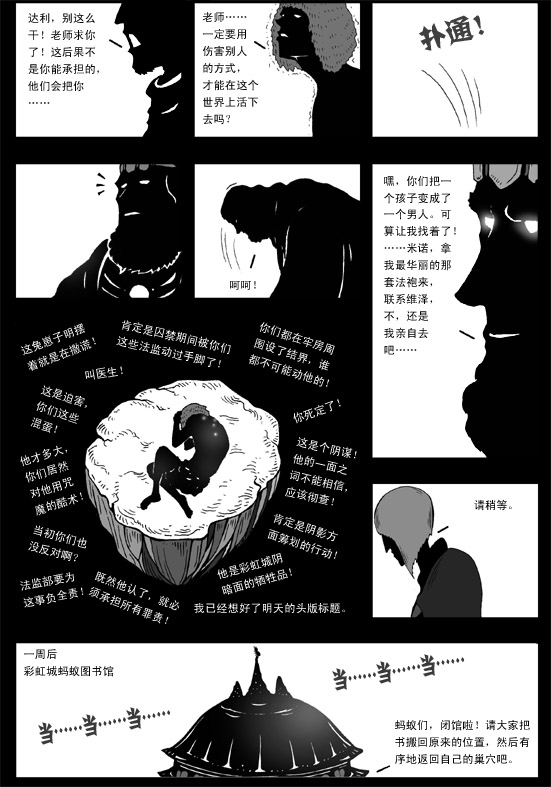 达利，别这么
干！老师求你
了！这后果不
是你能承担的，
他们会把你
……
老师……
一定要用
伤害别人
的方式，
才能在这个
世界上活下
去吗？
扑通！
呵呵！
嘿，你们把一
个孩子变成了
一个男人。可
算让我找着了！
……米诺，拿
我最华丽的那
套法袍来，
联系维泽，
不，还是
我亲自去
吧……
这兔崽子明摆
着就是在撒谎！
肯定是囚禁期间被你们
这些法监动过手脚了！
你们都在牢房周
围设了结界，谁
都不可能动他的！
叫医生！
这是迫害，
你们这些
混蛋！
你死定了！
他才多大，
你们居然
对他用咒
魔的酷术！
这是个阴谋！
他的一面之
词不能相信，
应该彻查！
当初你们也
没反对啊？
肯定是阴影方
面筹划的行动！
法监部要为
这事负全责！
既然他认了，就必
须承担所有罪责！
他是彩虹城阴
暗面的牺牲品！
我已经想好了明天的头版标题。
请稍等。
一周后
彩虹城蚂蚁图书馆
当……当……当……
当……当……当……
蚂蚁们，闭馆啦！请大家把
书搬回原来的位置，然后有
序地返回自己的巢穴吧。